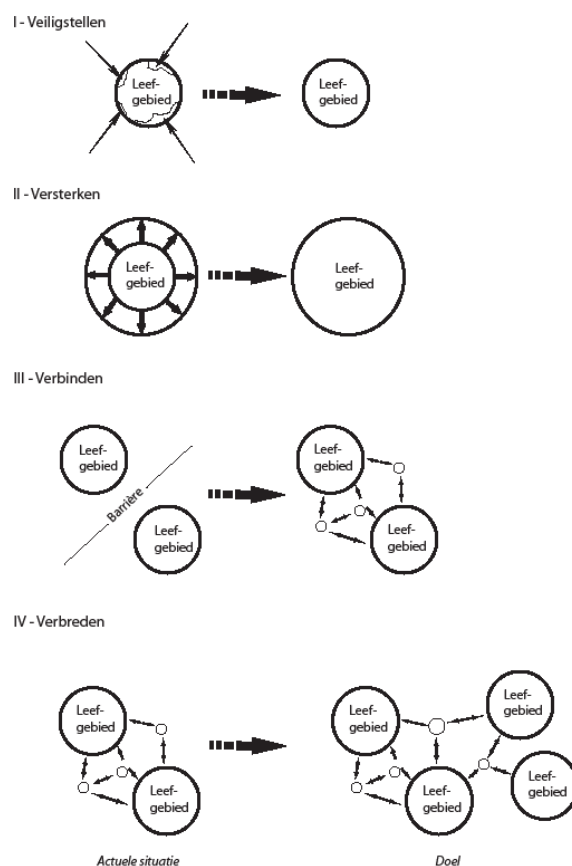 I - Veiligstellen
Leef-
gebied
Leef-
gebied
II - Versterken
Leef-
gebied
Leef-
gebied
III - Verbinden
Leef-
gebied
Barrière
Leef-
gebied
Leef-
gebied
Leef-
gebied
IV - Verbreden
Leef-
gebied
Leef-
gebied
Leef-
gebied
Leef-
gebied
Leef-
gebied
Leef-
gebied
Actuele situatie
Doel